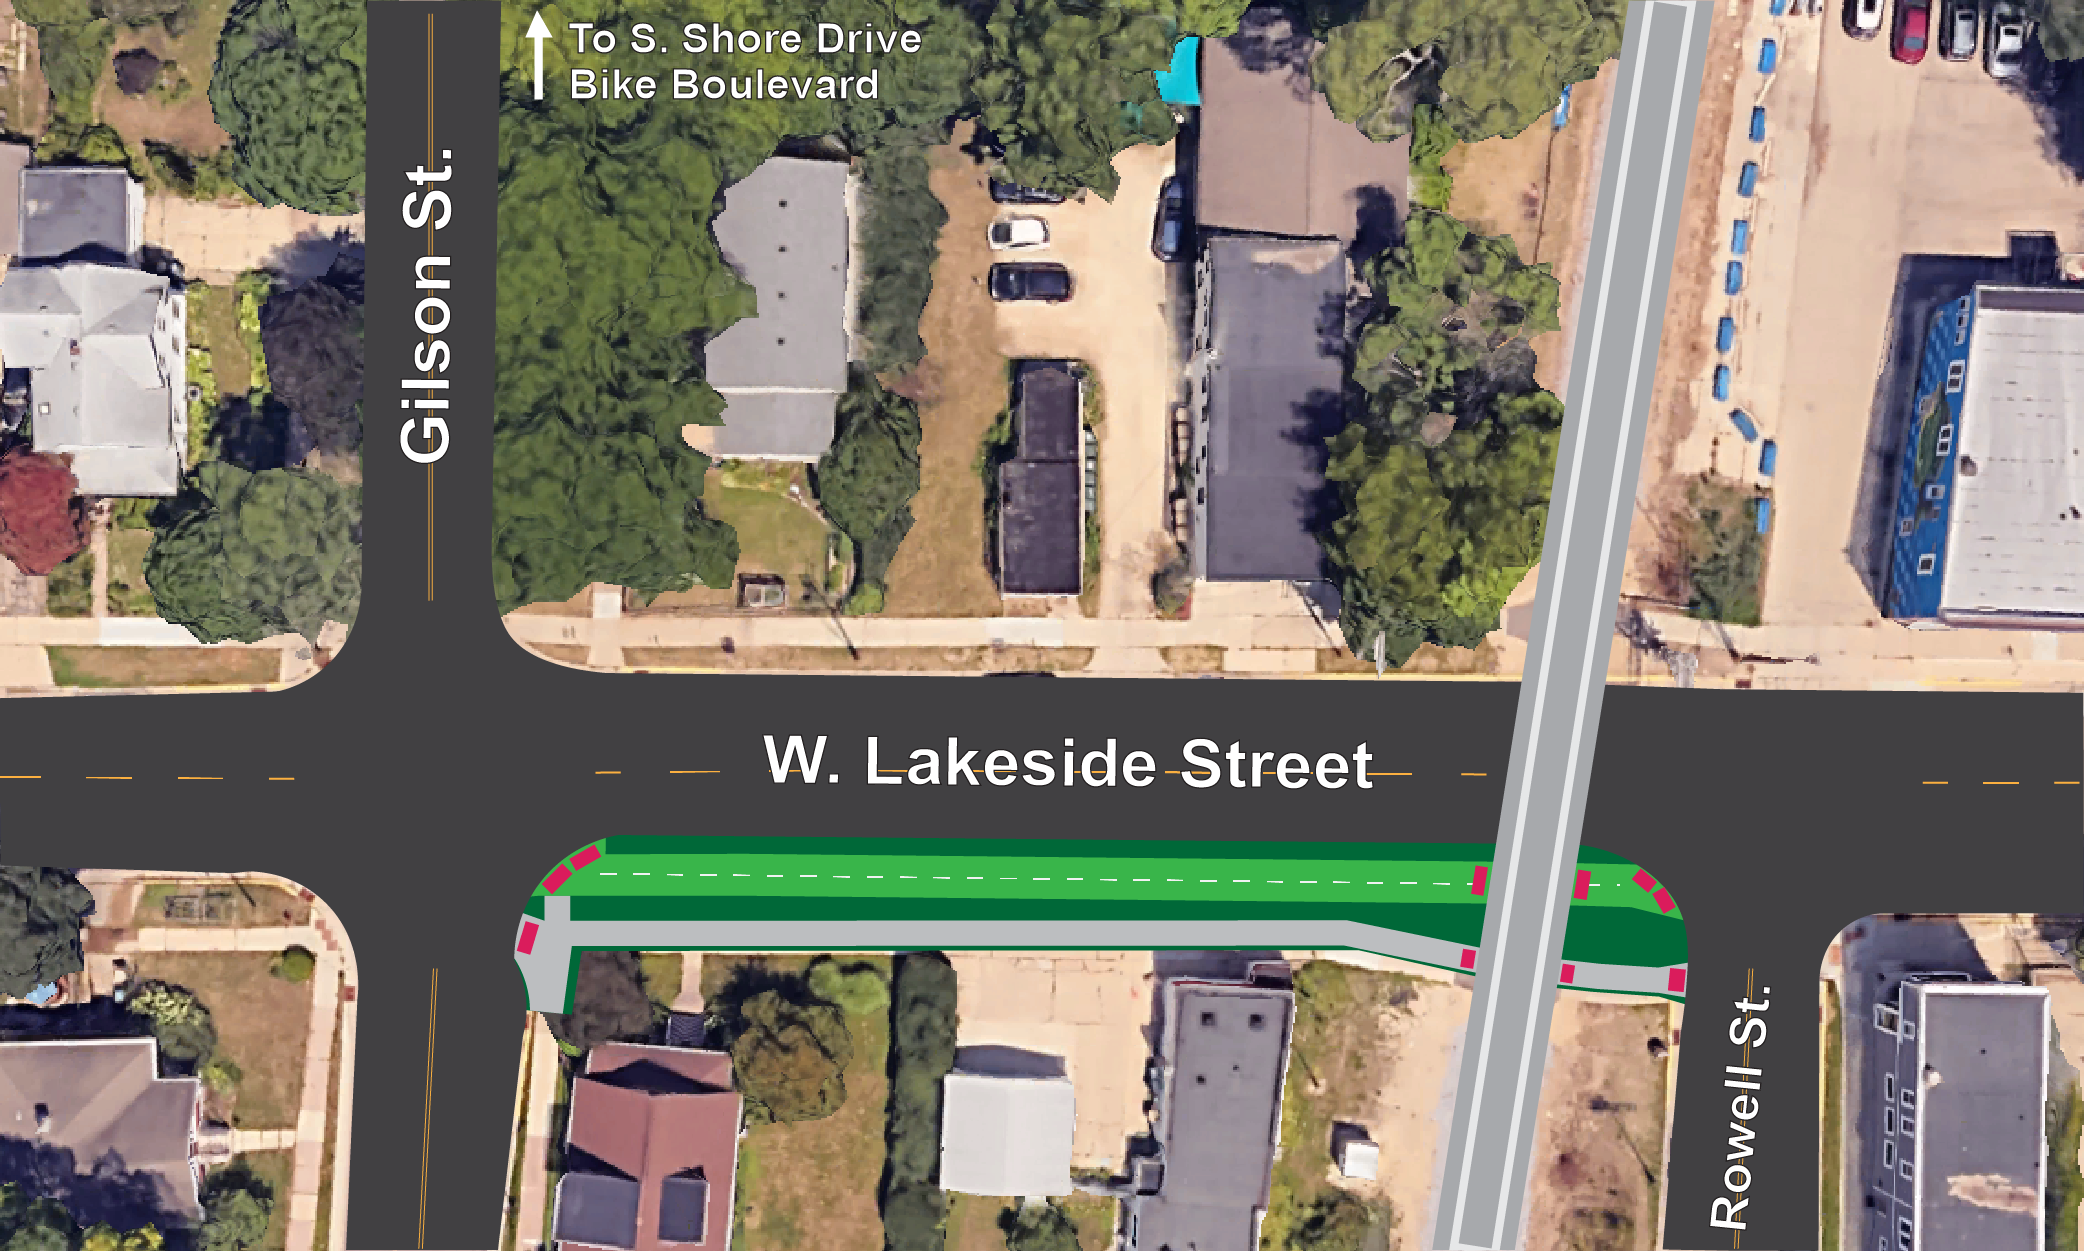 To S. Shore Drive
Bike Boulevard
Gilson St.
W. Lakeside Street
Rowell St.